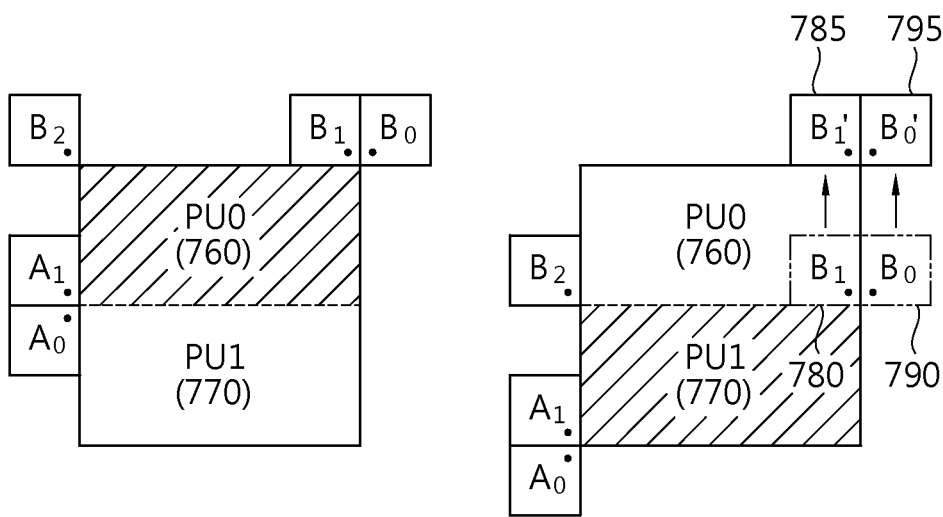 785 795
B₂ B₁ B₀ B₁' B₀'
PU0
(760)
PU0
(760)
A₁ B₂ B₁ B₀
A₀
PU1
(770)
PU1
(770)
780 790
A₁
A₀